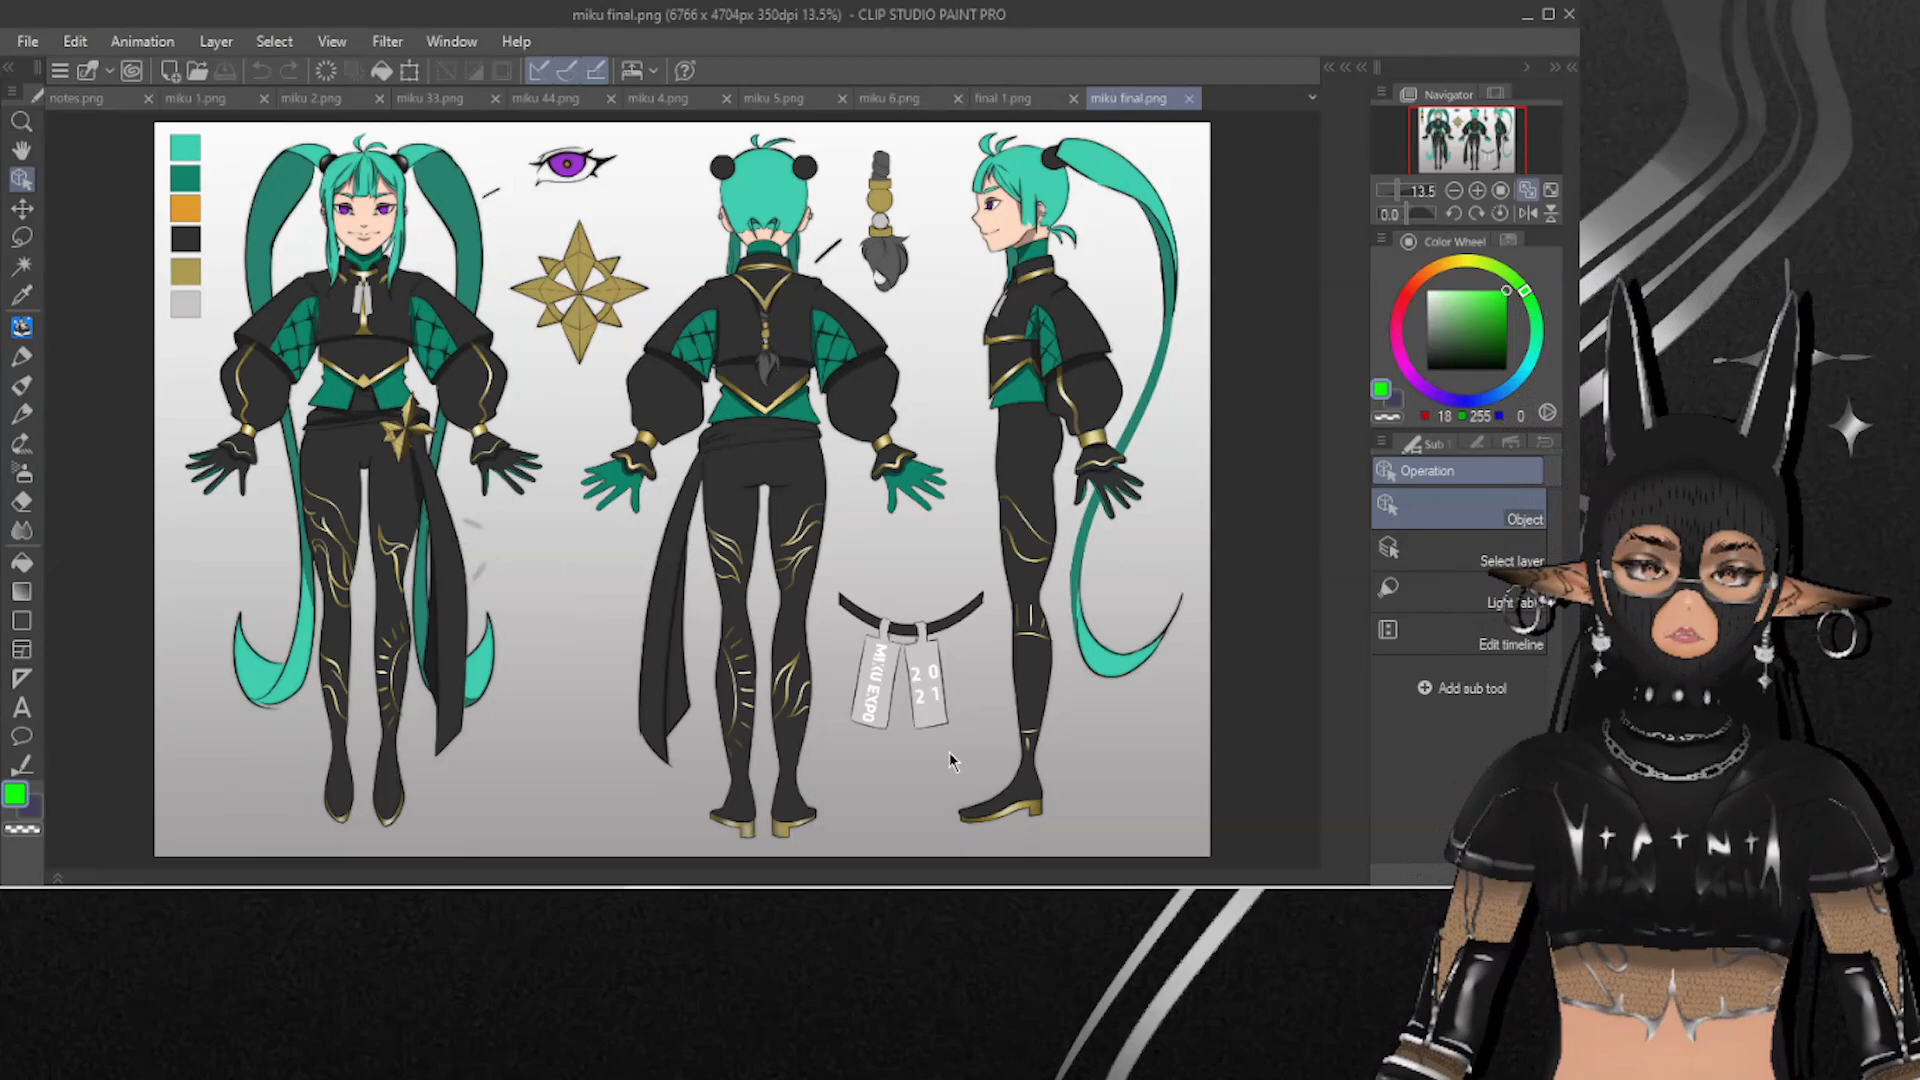 miku final.png (6766 x 4704px 350dpi 13.5%) - CLIP STUDIO PAINT PRO
File Edit Animation Layer Select View Filter Window Help
notes.png miku 1.png miku 2.png miku 33.png miku 44.png miku 4.png miku 5.png miku 6.png final 1.png miku final.png
Navigator
13.5
0.0
Color Wheel
18 255 0
Sub
Operation
Object
Select layer
Edit timeline
Add sub tool
MIKU EXPO
20
21